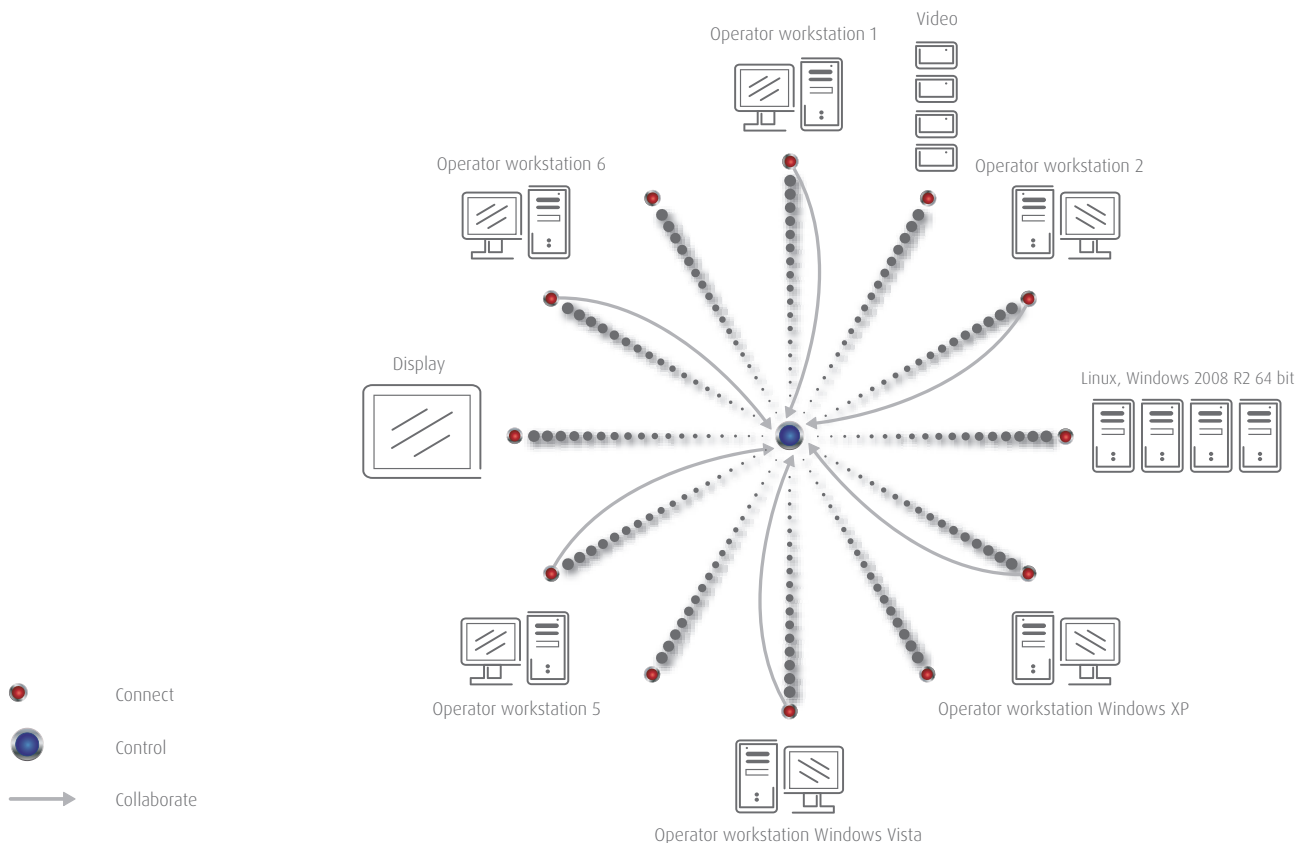 Video
Operator workstation 1
Operator workstation 6
Operator workstation 2
Display
Linux, Windows 2008 R2 64 bit
Connect
Operator workstation 5
Operator workstation Windows XP
Control
Collaborate
Operator workstation Windows Vista